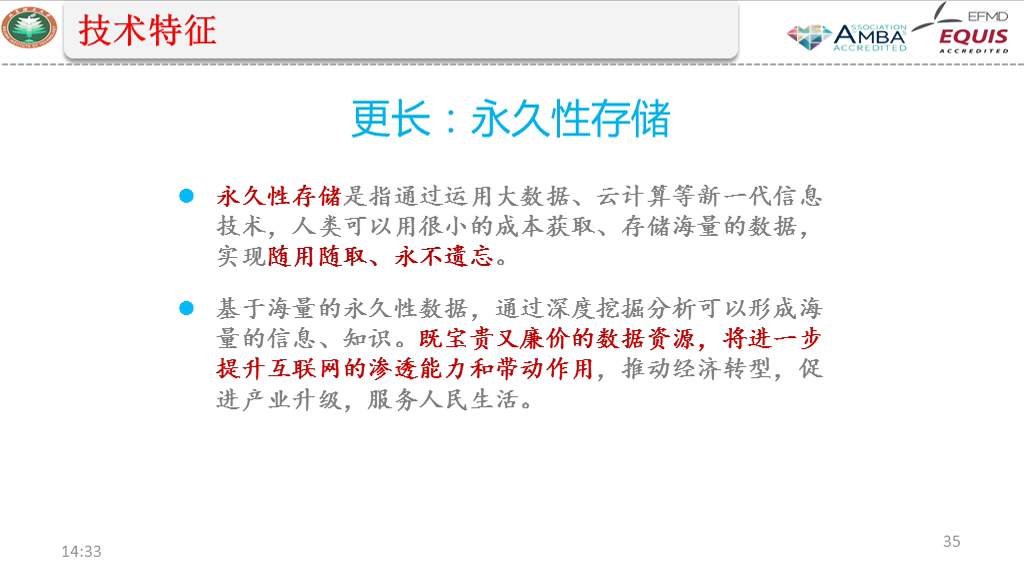 技术特征
ASSOCIATION
AMBA
ACCREDITED
EFMD
EQUIS
ACCREDITED
更长：永久性存储
永久性存储是指通过运用大数据、云计算等新一代信息
技术，人类可以用很小的成本获取、存储海量的数据，
实现随用随取、永不遗忘。
基于海量的永久性数据，通过深度挖掘分析可以形成海
量的信息、知识。既宝贵又廉价的数据资源，将进一步
提升互联网的渗透能力和带动作用，推动经济转型，促
进产业升级，服务人民生活。
14:33
35